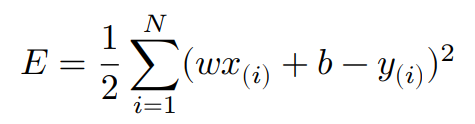 E = \frac{1}{2} \sum_{i=1}^{N} (wx_{(i)} + b - y_{(i)})^2